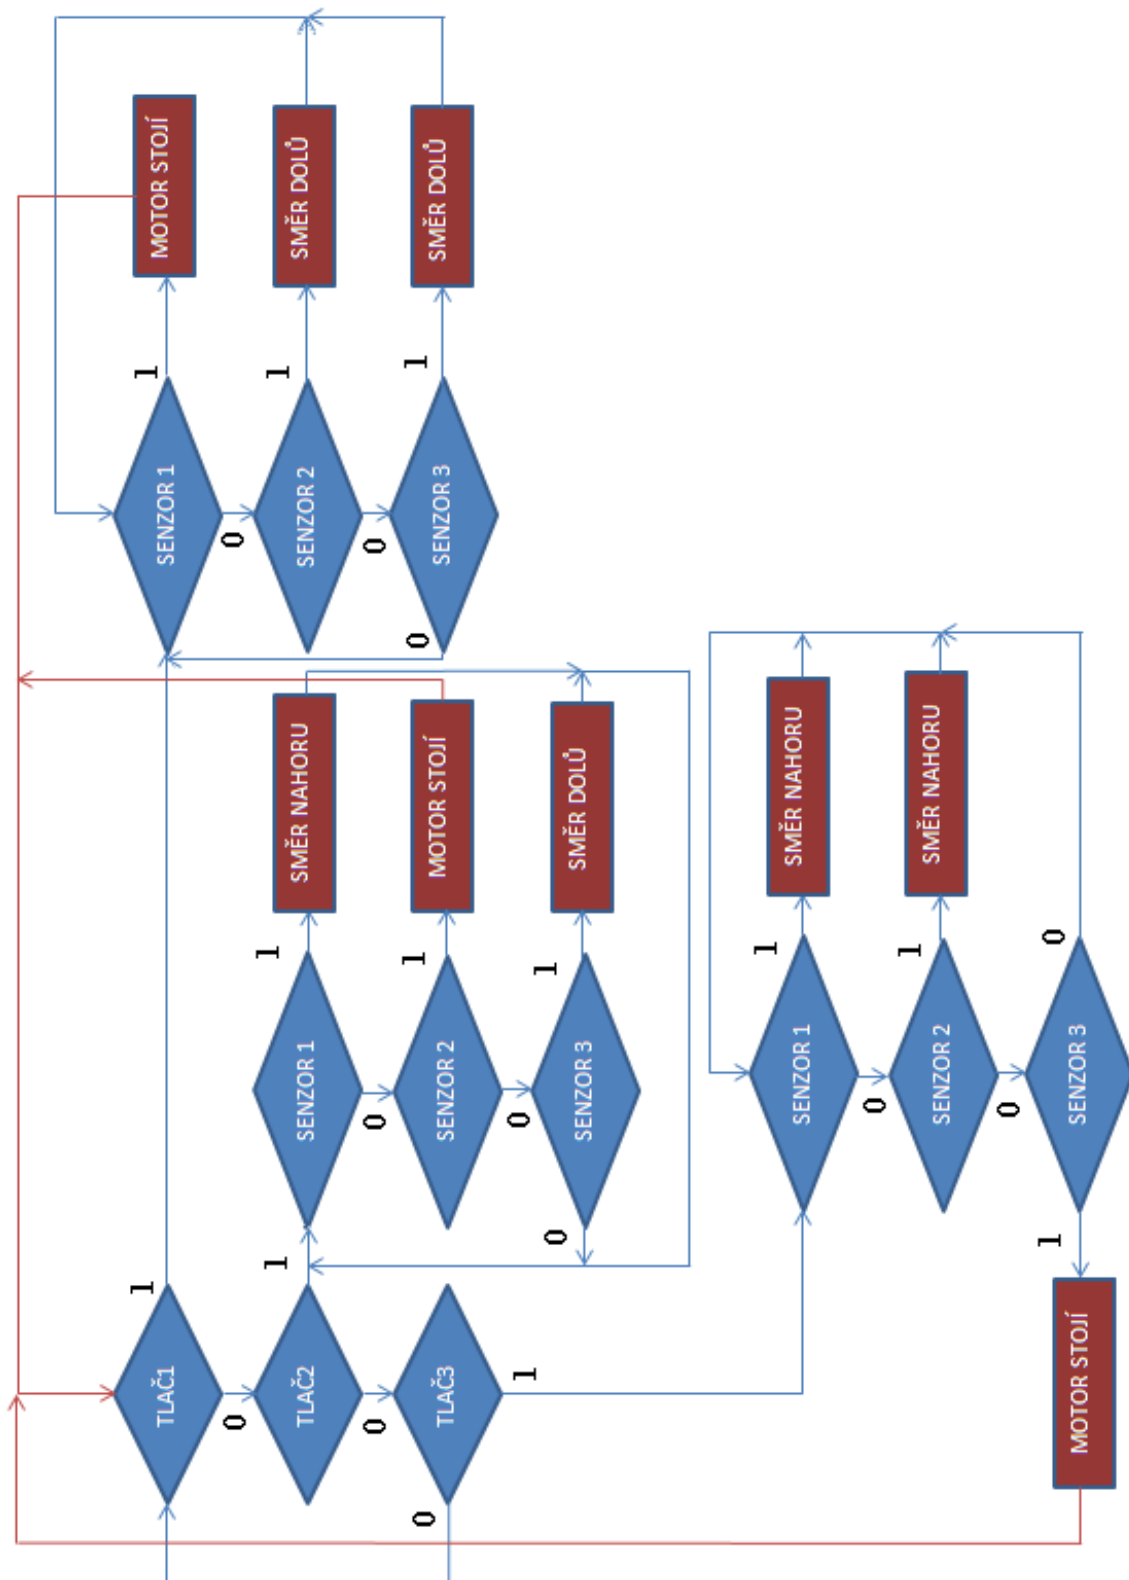 TLAČ1
1
SENZOR 1
1
MOTOR STOJÍ
0
0
TLAČ2
1
SENZOR 1
1
SMĚR NAHORU
SENZOR 2
1
SMĚR DOLŮ
0
0
0
0
TLAČ3
SENZOR 2
1
MOTOR STOJÍ
0
SENZOR 3
1
SMĚR DOLŮ
1
0
0
SENZOR 3
1
SMĚR DOLŮ
SENZOR 1
1
SMĚR NAHORU
0
SENZOR 2
1
SMĚR NAHORU
0
MOTOR STOJÍ
1
SENZOR 3
0